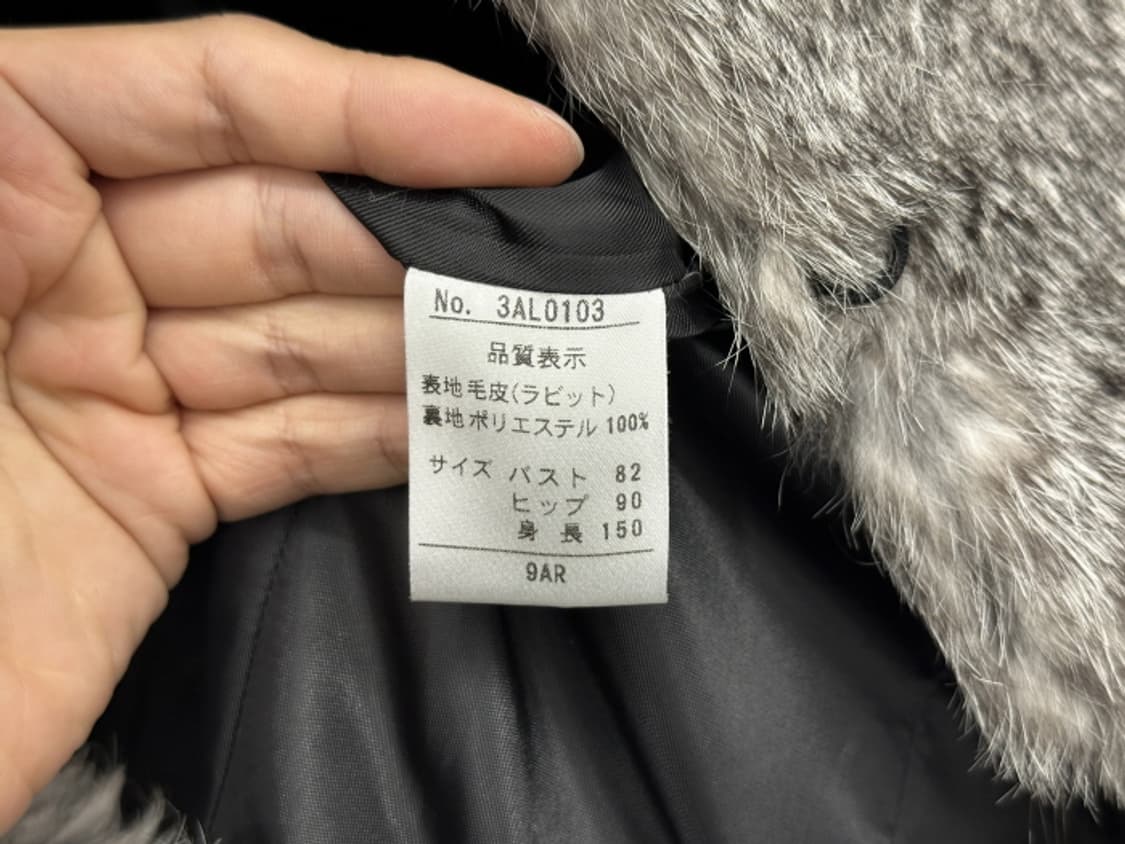 No. 3AL0103
品質表示
表地毛皮(ラビット)
裏地ポリエステル 100%
サイズ バスト 82
ヒップ 90
身長 150
9AR